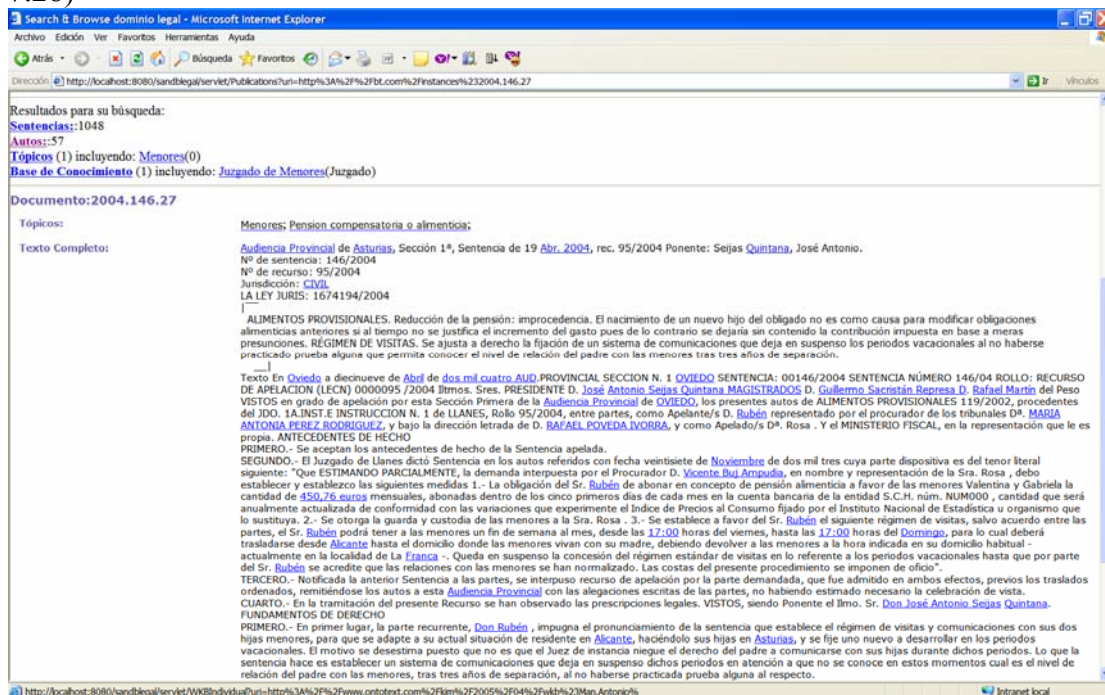 Search & Browse dominio legal - Microsoft Internet Explorer
Archivo Edición Ver Favoritos Herramientas Ayuda
Atrás Búsqueda Favoritos
Dirección http://localhost:8080/sandblegal/servlet/Publications?uri=http%3A%2F%2Fbt.com%2Finstances%232004.146.27 Ir Vínculos
Resultados para su búsqueda:
Sentencias::1048
Autos::57
Tópicos (1) incluyendo: Menores(0)
Base de Conocimiento (1) incluyendo: Juzgado de Menores(Juzgado)
Documento:2004.146.27
Tópicos: Menores; Pension compensatoria o alimenticia;
Texto Completo: Audiencia Provincial de Asturias, Sección 1ª, Sentencia de 19 Abr. 2004, rec. 95/2004 Ponente: Seijas Quintana, José Antonio.
Nº de sentencia: 146/2004
Nº de recurso: 95/2004
Jurisdicción: CIVIL
LA LEY JURIS: 1674194/2004
ALIMENTOS PROVISIONALES. Reducción de la pensión: improcedencia. El nacimiento de un nuevo hijo del obligado no es como causa para modificar obligaciones
alimenticias anteriores si al tiempo no se justifica el incremento del gasto pues de lo contrario se dejaría sin contenido la contribución impuesta en base a meras
presunciones. RÉGIMEN DE VISITAS. Se ajusta a derecho la fijación de un sistema de comunicaciones que deja en suspenso los periodos vacacionales al no haberse
practicado prueba alguna que permita conocer el nivel de relación del padre con las menores tras tres años de separación.
Texto En Oviedo a diecinueve de Abril de dos mil cuatro AUD.PROVINCIAL SECCION N. 1 OVIEDO SENTENCIA: 00146/2004 SENTENCIA NÚMERO 146/04 ROLLO: RECURSO
DE APELACION (LECN) 0000095 /2004 Iltmos. Sres. PRESIDENTE D. José Antonio Seijas Quintana MAGISTRADOS D. Guillermo Sacristán Represa D. Rafael Martín del Peso
VISTOS en grado de apelación por esta Sección Primera de la Audiencia Provincial de OVIEDO, los presentes autos de ALIMENTOS PROVISIONALES 119/2002, procedentes
del JDO. 1A.INST.E INSTRUCCION N. 1 de LLANES, Rollo 95/2004, entre partes, como Apelante/s D. Rubén representado por el procurador de los tribunales Dª. MARIA
ANTONIA PEREZ RODRIGUEZ, y bajo la dirección letrada de D. RAFAEL POVEDA IVORRA, y como Apelado/s Dª. Rosa . Y el MINISTERIO FISCAL, en la representación que le es
propia. ANTECEDENTES DE HECHO
PRIMERO.- Se aceptan los antecedentes de hecho de la Sentencia apelada.
SEGUNDO.- El Juzgado de Llanes dictó Sentencia en los autos referidos con fecha veintisiete de Noviembre de dos mil tres cuya parte dispositiva es del tenor literal
siguiente: "Que ESTIMANDO PARCIALMENTE, la demanda interpuesta por el Procurador D. Vicente Buj Ampudia, en nombre y representación de la Sra. Rosa , debo
establecer y establezco las siguientes medidas 1.- La obligación del Sr. Rubén de abonar en concepto de pensión alimenticia a favor de las menores Valentina y Gabriela la
cantidad de 450,76 euros mensuales, abonadas dentro de los cinco primeros días de cada mes en la cuenta bancaria de la entidad S.C.H. núm. NUM000 , cantidad que será
anualmente actualizada de conformidad con las variaciones que experimente el Indice de Precios al Consumo fijado por el Instituto Nacional de Estadística u organismo que
lo sustituya. 2.- Se otorga la guarda y custodia de las menores a la Sra. Rosa . 3.- Se establece a favor del Sr. Rubén el siguiente régimen de visitas, salvo acuerdo entre las
partes, el Sr. Rubén podrá tener a las menores un fin de semana al mes, desde las 17:00 horas del viernes, hasta las 17:00 horas del Domingo, para lo cual deberá
trasladarse desde Alicante hasta el domicilio donde las menores vivan con su madre, debiendo devolver a las menores a la hora indicada en su domicilio habitual -
actualmente en la localidad de La Franca -. Queda en suspenso la concesión del régimen estándar de visitas en lo referente a los periodos vacacionales hasta que por parte
del Sr. Rubén se acredite que las relaciones con las menores se han normalizado. Las costas del presente procedimiento se imponen de oficio".
TERCERO.- Notificada la anterior Sentencia a las partes, se interpuso recurso de apelación por la parte demandada, que fue admitido en ambos efectos, previos los traslados
ordenados, remitiéndose los autos a esta Audiencia Provincial con las alegaciones escritas de las partes, no habiendo estimado necesario la celebración de vista.
CUARTO.- En la tramitación del presente Recurso se han observado las prescripciones legales. VISTOS, siendo Ponente el Ilmo. Sr. Don José Antonio Seijas Quintana.
FUNDAMENTOS DE DERECHO
PRIMERO.- En primer lugar, la parte recurrente, Don Rubén , impugna el pronunciamiento de la sentencia que establece el régimen de visitas y comunicaciones con sus dos
hijas menores, para que se adapte a su actual situación de residente en Alicante, haciéndolo sus hijas en Asturias, y se fije uno nuevo a desarrollar en los periodos
vacacionales. El motivo se desestima puesto que no es que el Juez de instancia niegue el derecho del padre a comunicarse con sus hijas durante dichos periodos. Lo que la
sentencia hace es establecer un sistema de comunicaciones que deja en suspenso dichos periodos en atención a que no se conoce en estos momentos cual es el nivel de
relación del padre con las menores, tras tres años de separación, al no haberse practicado prueba alguna al respecto.
http://localhost:8080/sandblegal/servlet/WKBIndividual?uri=http%3A%2F%2Fwww.ontotext.com%2Fkim%2F2005%2F04%2Fwkb%23Man.Antonio% Intranet local